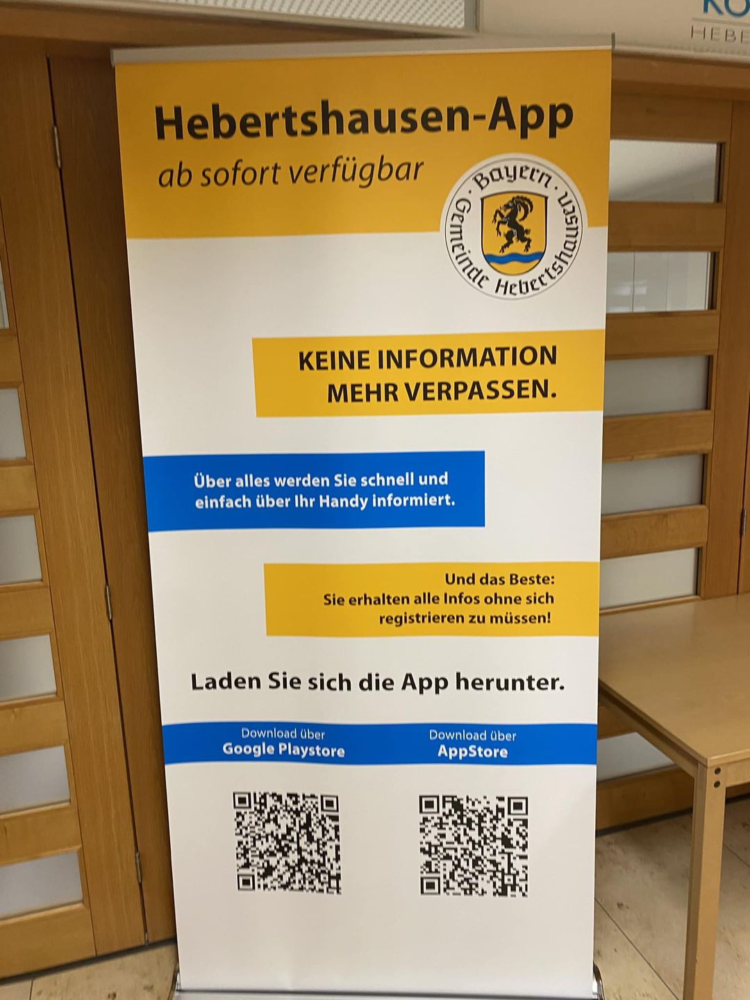 KO
HEBE
Hebertshausen-App
ab sofort verfügbar
· Bayern ·
Gemeinde Hebertshausen
KEINE INFORMATION
MEHR VERPASSEN.
Über alles werden Sie schnell und
einfach über Ihr Handy informiert.
Und das Beste:
Sie erhalten alle Infos ohne sich
registrieren zu müssen!
Laden Sie sich die App herunter.
Download über
Google Playstore
Download über
AppStore